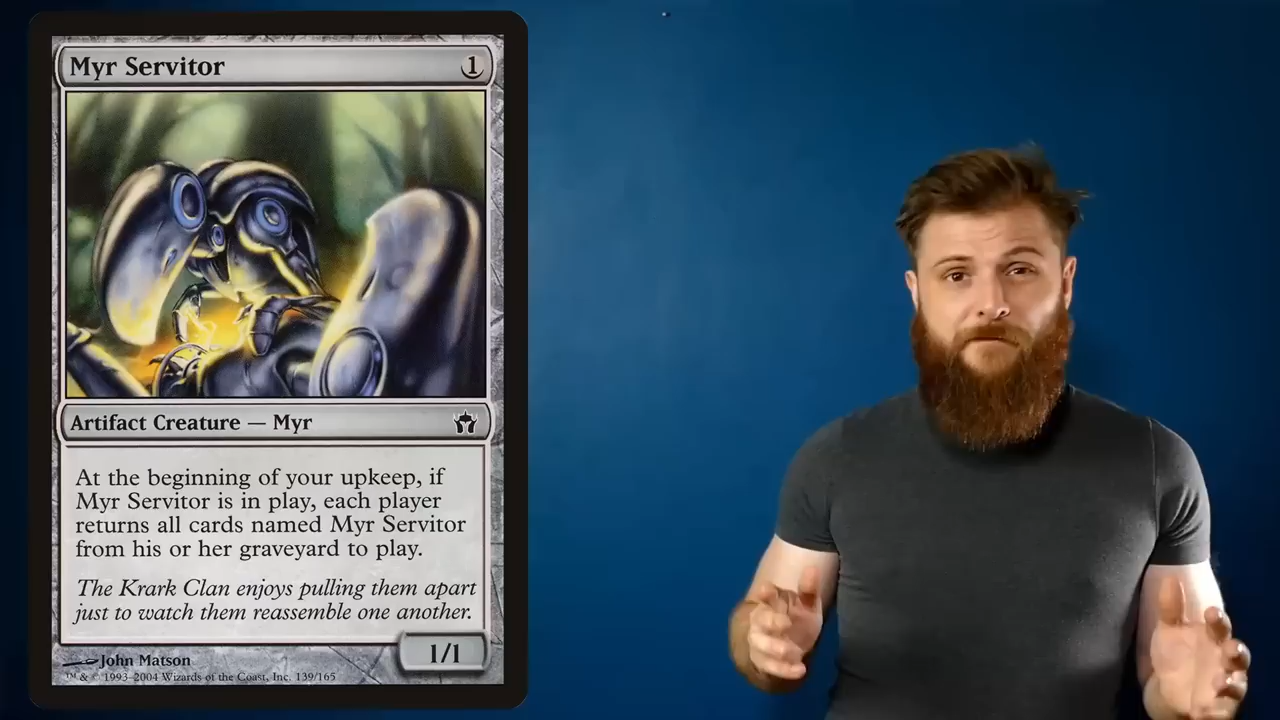 Myr Servitor 1
Artifact Creature — Myr
At the beginning of your upkeep, if
Myr Servitor is in play, each player
returns all cards named Myr Servitor
from his or her graveyard to play.
The Krark Clan enjoys pulling them apart
just to watch them reassemble one another.
1/1
John Matson
™ & © 1993–2004 Wizards of the Coast, Inc. 139/165